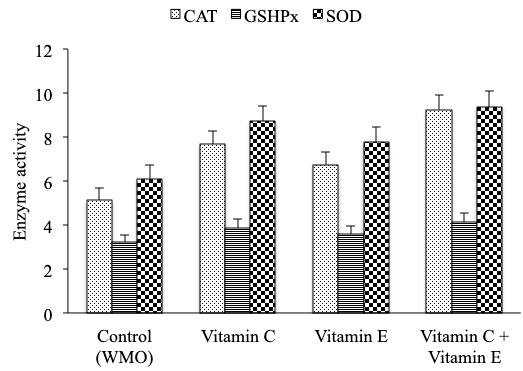 CAT GSHPx SOD
12
10
8
6
4
2
0
Enzyme activity
Control
(WMO)
Vitamin C
Vitamin E
Vitamin C +
Vitamin E